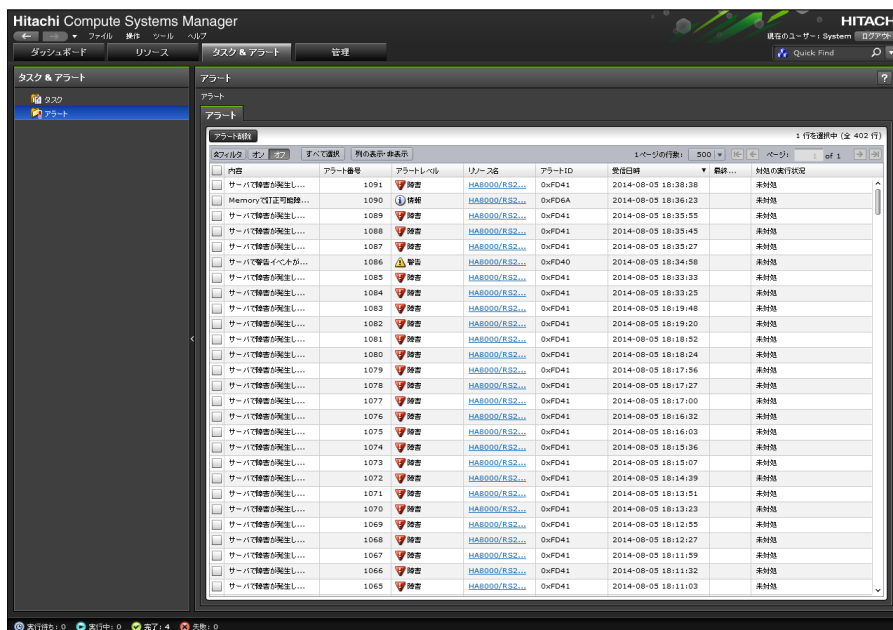 Hitachi Compute Systems Manager
HITACHI
ファイル 操作 ツール ヘルプ
現在のユーザー: System ログアウト
ダッシュボード リソース タスク & アラート 管理
Quick Find
タスク & アラート
アラート
?
タスク
アラート
アラート
アラート
アラート削除
1 行を選択中 (全 402 行)
フィルタ オン オフ すべて選択 列の表示・非表示
1ページの行数: 500 ページ: 1 of 1
内容 アラート番号 アラートレベル リソース名 アラートID 受信日時 ▼ 最終... 対処の実行状況
サーバで障害が発生し... 1091 障害 HA8000/RS2... 0xFD41 2014-08-05 18:38:38 未対処
Memoryで訂正可能障... 1090 情報 HA8000/RS2... 0xFD6A 2014-08-05 18:36:23 未対処
サーバで障害が発生し... 1089 障害 HA8000/RS2... 0xFD41 2014-08-05 18:35:55 未対処
サーバで障害が発生し... 1088 障害 HA8000/RS2... 0xFD41 2014-08-05 18:35:45 未対処
サーバで障害が発生し... 1087 障害 HA8000/RS2... 0xFD41 2014-08-05 18:35:27 未対処
サーバで警告イベントが... 1086 警告 HA8000/RS2... 0xFD40 2014-08-05 18:34:58 未対処
サーバで障害が発生し... 1085 障害 HA8000/RS2... 0xFD41 2014-08-05 18:33:33 未対処
サーバで障害が発生し... 1084 障害 HA8000/RS2... 0xFD41 2014-08-05 18:33:25 未対処
サーバで障害が発生し... 1083 障害 HA8000/RS2... 0xFD41 2014-08-05 18:19:48 未対処
サーバで障害が発生し... 1082 障害 HA8000/RS2... 0xFD41 2014-08-05 18:19:20 未対処
サーバで障害が発生し... 1081 障害 HA8000/RS2... 0xFD41 2014-08-05 18:18:52 未対処
サーバで障害が発生し... 1080 障害 HA8000/RS2... 0xFD41 2014-08-05 18:18:24 未対処
サーバで障害が発生し... 1079 障害 HA8000/RS2... 0xFD41 2014-08-05 18:17:56 未対処
サーバで障害が発生し... 1078 障害 HA8000/RS2... 0xFD41 2014-08-05 18:17:27 未対処
サーバで障害が発生し... 1077 障害 HA8000/RS2... 0xFD41 2014-08-05 18:17:00 未対処
サーバで障害が発生し... 1076 障害 HA8000/RS2... 0xFD41 2014-08-05 18:16:32 未対処
サーバで障害が発生し... 1075 障害 HA8000/RS2... 0xFD41 2014-08-05 18:16:03 未対処
サーバで障害が発生し... 1074 障害 HA8000/RS2... 0xFD41 2014-08-05 18:15:36 未対処
サーバで障害が発生し... 1073 障害 HA8000/RS2... 0xFD41 2014-08-05 18:15:07 未対処
サーバで障害が発生し... 1072 障害 HA8000/RS2... 0xFD41 2014-08-05 18:14:39 未対処
サーバで障害が発生し... 1071 障害 HA8000/RS2... 0xFD41 2014-08-05 18:13:51 未対処
サーバで障害が発生し... 1070 障害 HA8000/RS2... 0xFD41 2014-08-05 18:13:23 未対処
サーバで障害が発生し... 1069 障害 HA8000/RS2... 0xFD41 2014-08-05 18:12:55 未対処
サーバで障害が発生し... 1068 障害 HA8000/RS2... 0xFD41 2014-08-05 18:12:27 未対処
サーバで障害が発生し... 1067 障害 HA8000/RS2... 0xFD41 2014-08-05 18:11:59 未対処
サーバで障害が発生し... 1066 障害 HA8000/RS2... 0xFD41 2014-08-05 18:11:32 未対処
サーバで障害が発生し... 1065 障害 HA8000/RS2... 0xFD41 2014-08-05 18:11:03 未対処
実行待ち: 0 実行中: 0 完了: 4 失敗: 0